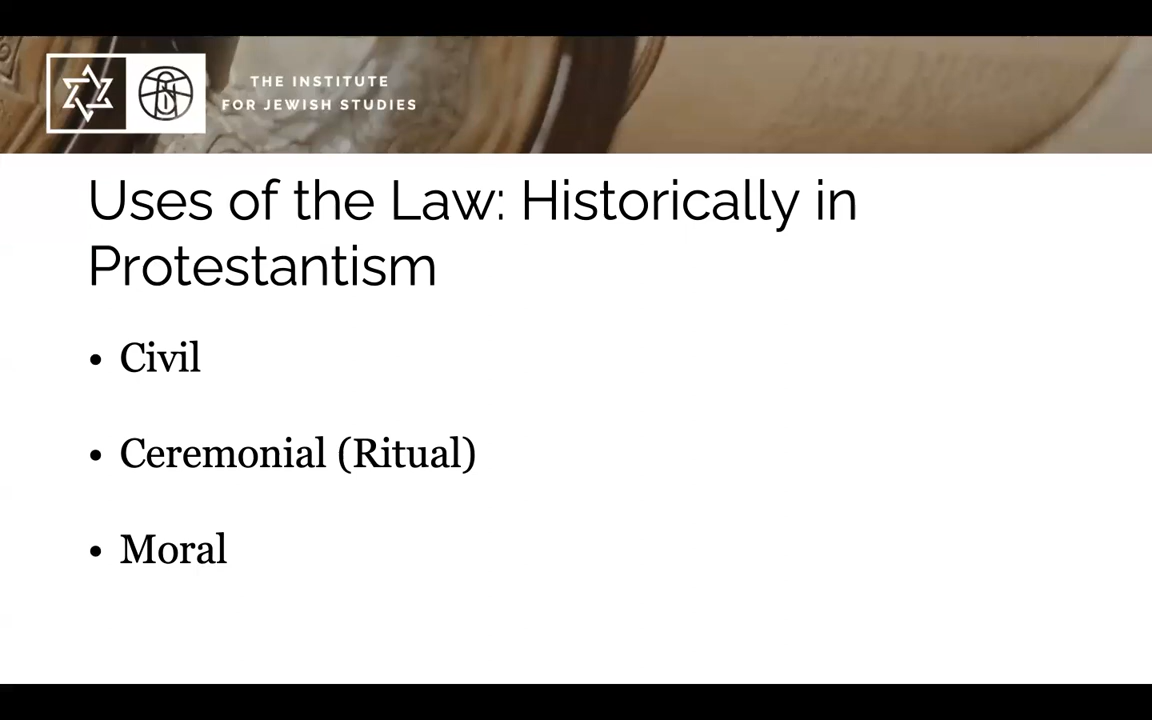 THE INSTITUTE
FOR JEWISH STUDIES
Uses of the Law: Historically in
Protestantism
• Civil
• Ceremonial (Ritual)
• Moral